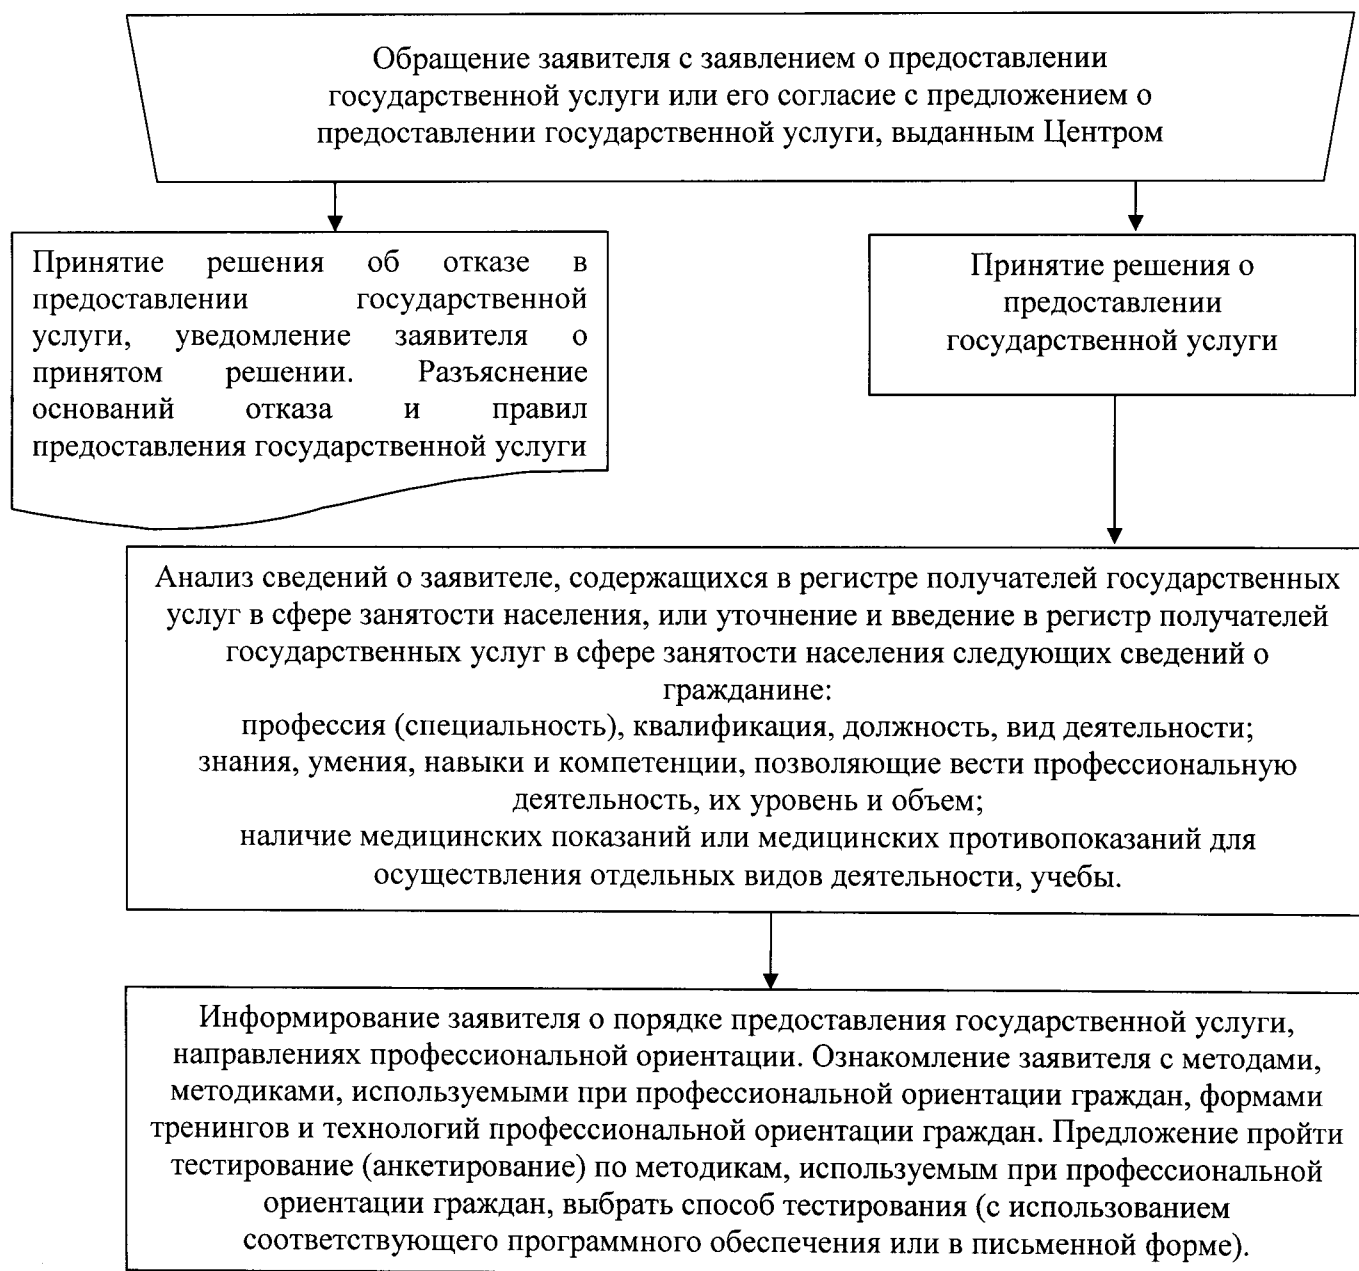 Обращение заявителя с заявлением о предоставлении
государственной услуги или его согласие с предложением о
предоставлении государственной услуги, выданным Центром
Принятие решения об отказе в
предоставлении государственной
услуги, уведомление заявителя о
принятом решении. Разъяснение
оснований отказа и правил
предоставления государственной услуги
Принятие решения о
предоставлении
государственной услуги
Анализ сведений о заявителе, содержащихся в регистре получателей государственных
услуг в сфере занятости населения, или уточнение и введение в регистр получателей
государственных услуг в сфере занятости населения следующих сведений о
гражданине:
профессия (специальность), квалификация, должность, вид деятельности;
знания, умения, навыки и компетенции, позволяющие вести профессиональную
деятельность, их уровень и объем;
наличие медицинских показаний или медицинских противопоказаний для
осуществления отдельных видов деятельности, учебы.
Информирование заявителя о порядке предоставления государственной услуги,
направлениях профессиональной ориентации. Ознакомление заявителя с методами,
методиками, используемыми при профессиональной ориентации граждан, формами
тренингов и технологий профессиональной ориентации граждан. Предложение пройти
тестирование (анкетирование) по методикам, используемым при профессиональной
ориентации граждан, выбрать способ тестирования (с использованием
соответствующего программного обеспечения или в письменной форме).